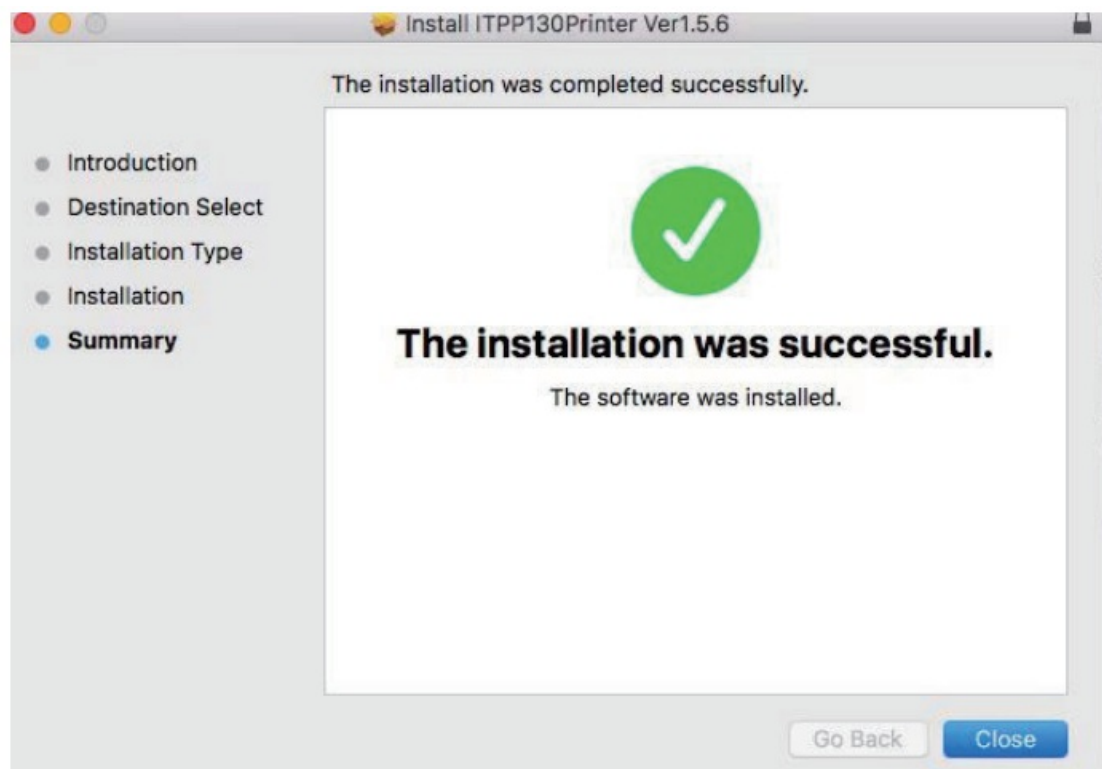 Install ITPP130Printer Ver1.5.6
The installation was completed successfully.
Introduction
Destination Select
Installation Type
Installation
Summary
The installation was successful.
The software was installed.
Go Back
Close